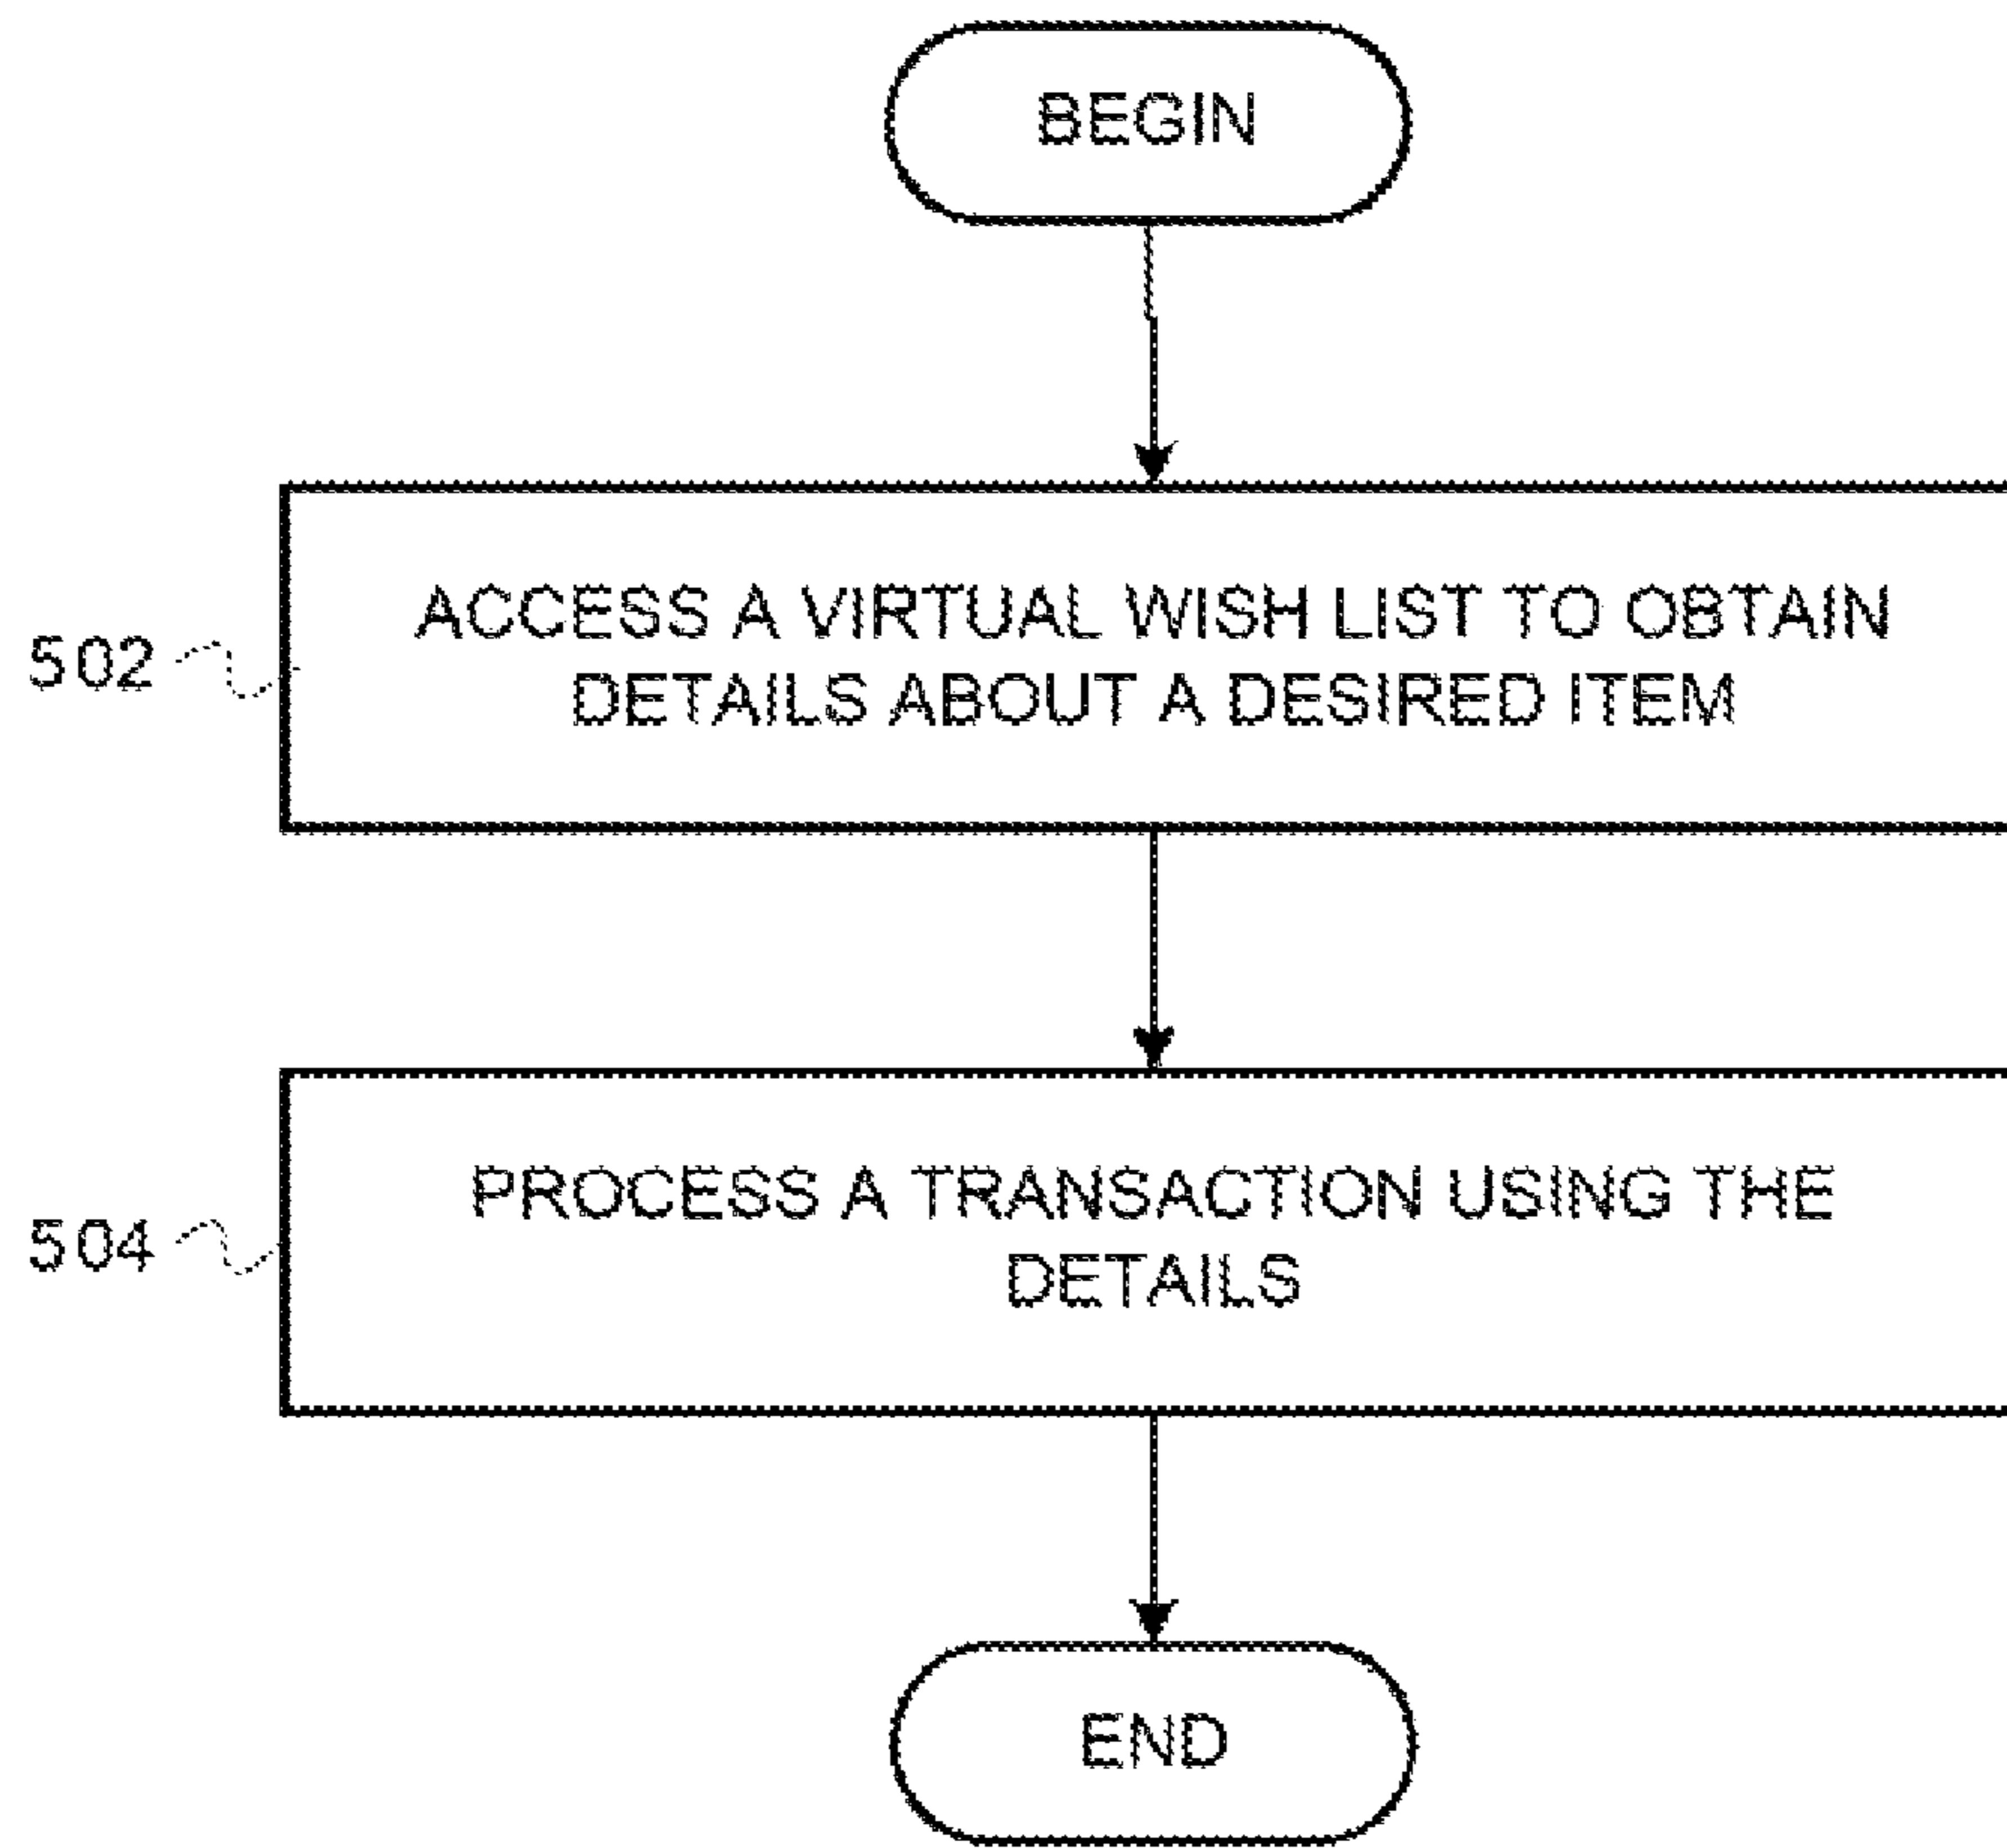 BEGIN
502
ACCESS A VIRTUAL WISH LIST TO OBTAIN
DETAILS ABOUT A DESIRED ITEM
504
PROCESS A TRANSACTION USING THE
DETAILS
END